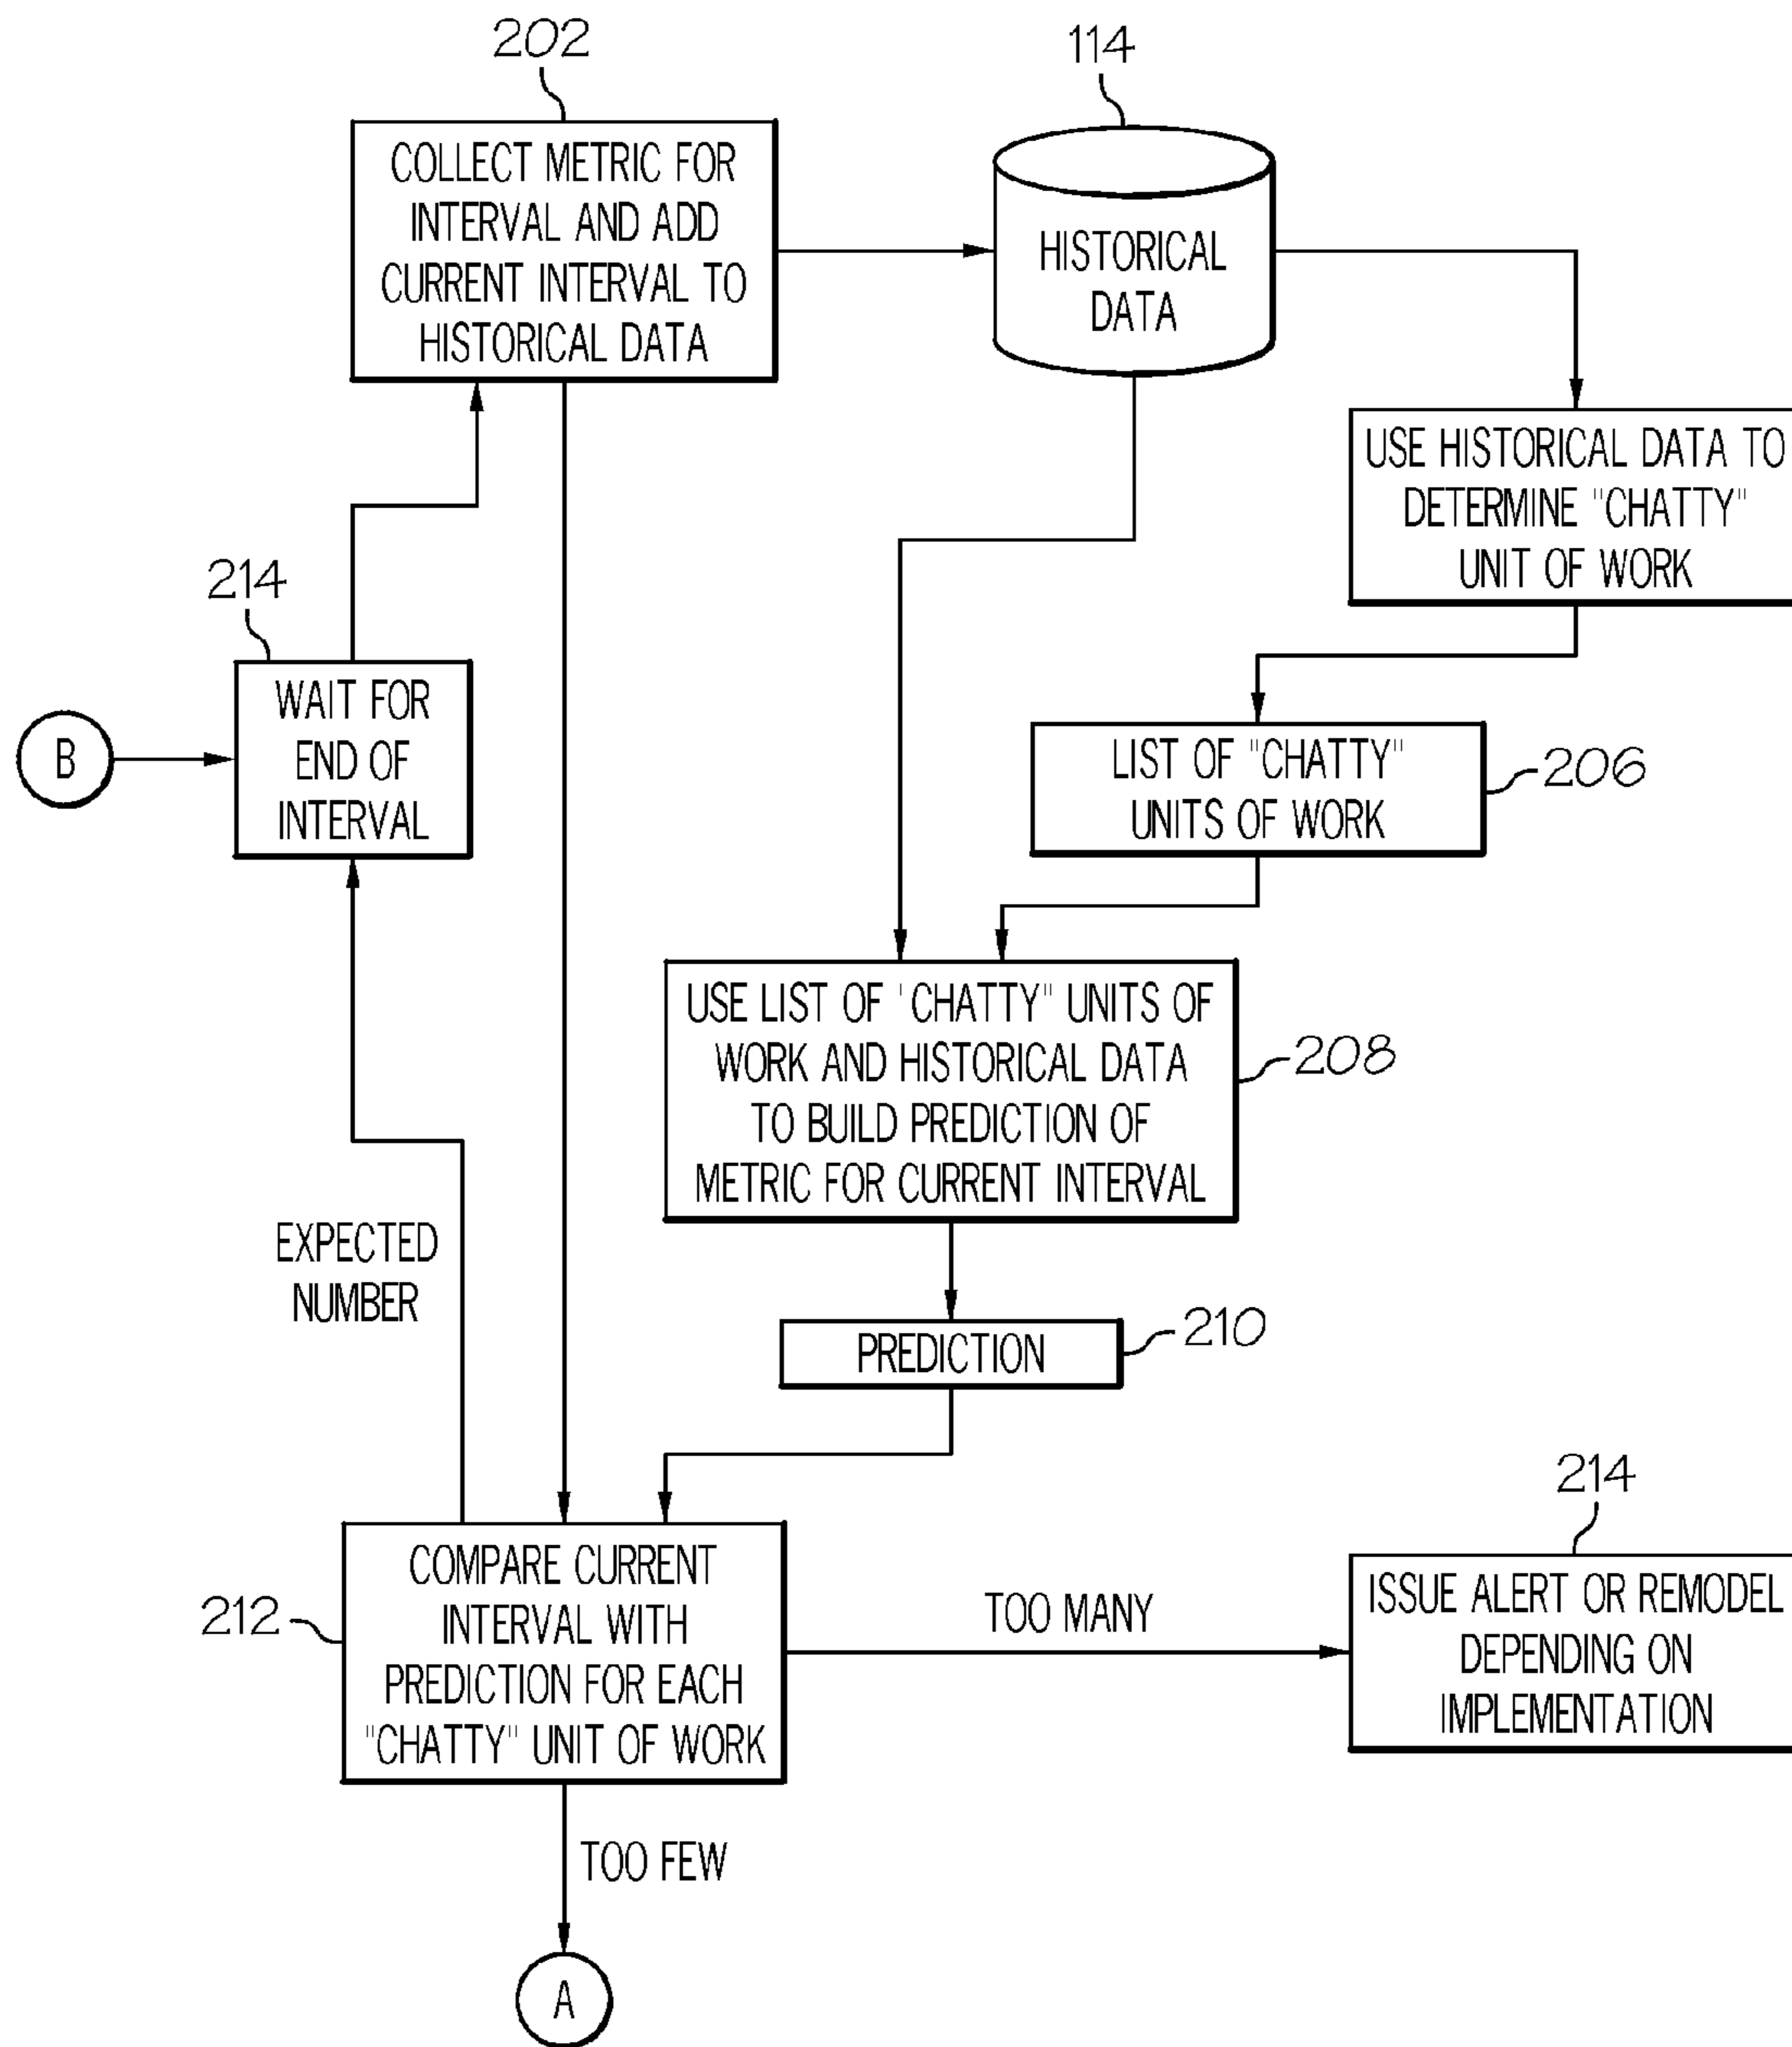 202
114
COLLECT METRIC FOR
INTERVAL AND ADD
CURRENT INTERVAL TO
HISTORICAL DATA
HISTORICAL
DATA
USE HISTORICAL DATA TO
DETERMINE "CHATTY"
UNIT OF WORK
214
WAIT FOR
END OF
INTERVAL
B
LIST OF "CHATTY"
UNITS OF WORK
206
USE LIST OF 'CHATTY" UNITS OF
WORK AND HISTORICAL DATA
TO BUILD PREDICTION OF
METRIC FOR CURRENT INTERVAL
208
EXPECTED
NUMBER
PREDICTION
210
212
COMPARE CURRENT
INTERVAL WITH
PREDICTION FOR EACH
"CHATTY" UNIT OF WORK
TOO MANY
214
ISSUE ALERT OR REMODEL
DEPENDING ON
IMPLEMENTATION
TOO FEW
A